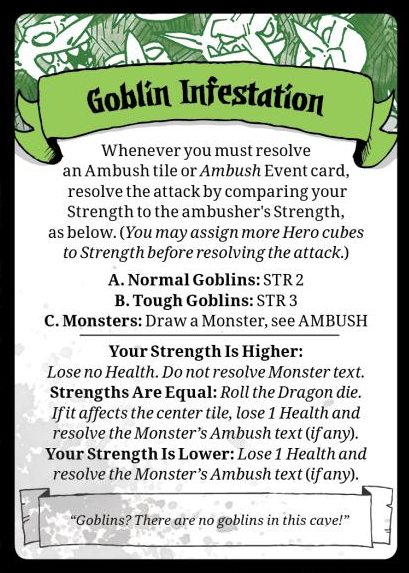 Goblin Infestation
Whenever you must resolve
an Ambush tile or Ambush Event card,
resolve the attack by comparing your
Strength to the ambusher's Strength,
as below. (You may assign more Hero cubes
to Strength before resolving the attack.)
A. Normal Goblins: STR 2
B. Tough Goblins: STR 3
C. Monsters: Draw a Monster, see AMBUSH
Your Strength Is Higher:
Lose no Health. Do not resolve Monster text.
Strengths Are Equal: Roll the Dragon die.
If it affects the center tile, lose 1 Health and
resolve the Monster’s Ambush text (if any).
Your Strength Is Lower: Lose 1 Health and
resolve the Monster’s Ambush text (if any).
“Goblins? There are no goblins in this cave!”